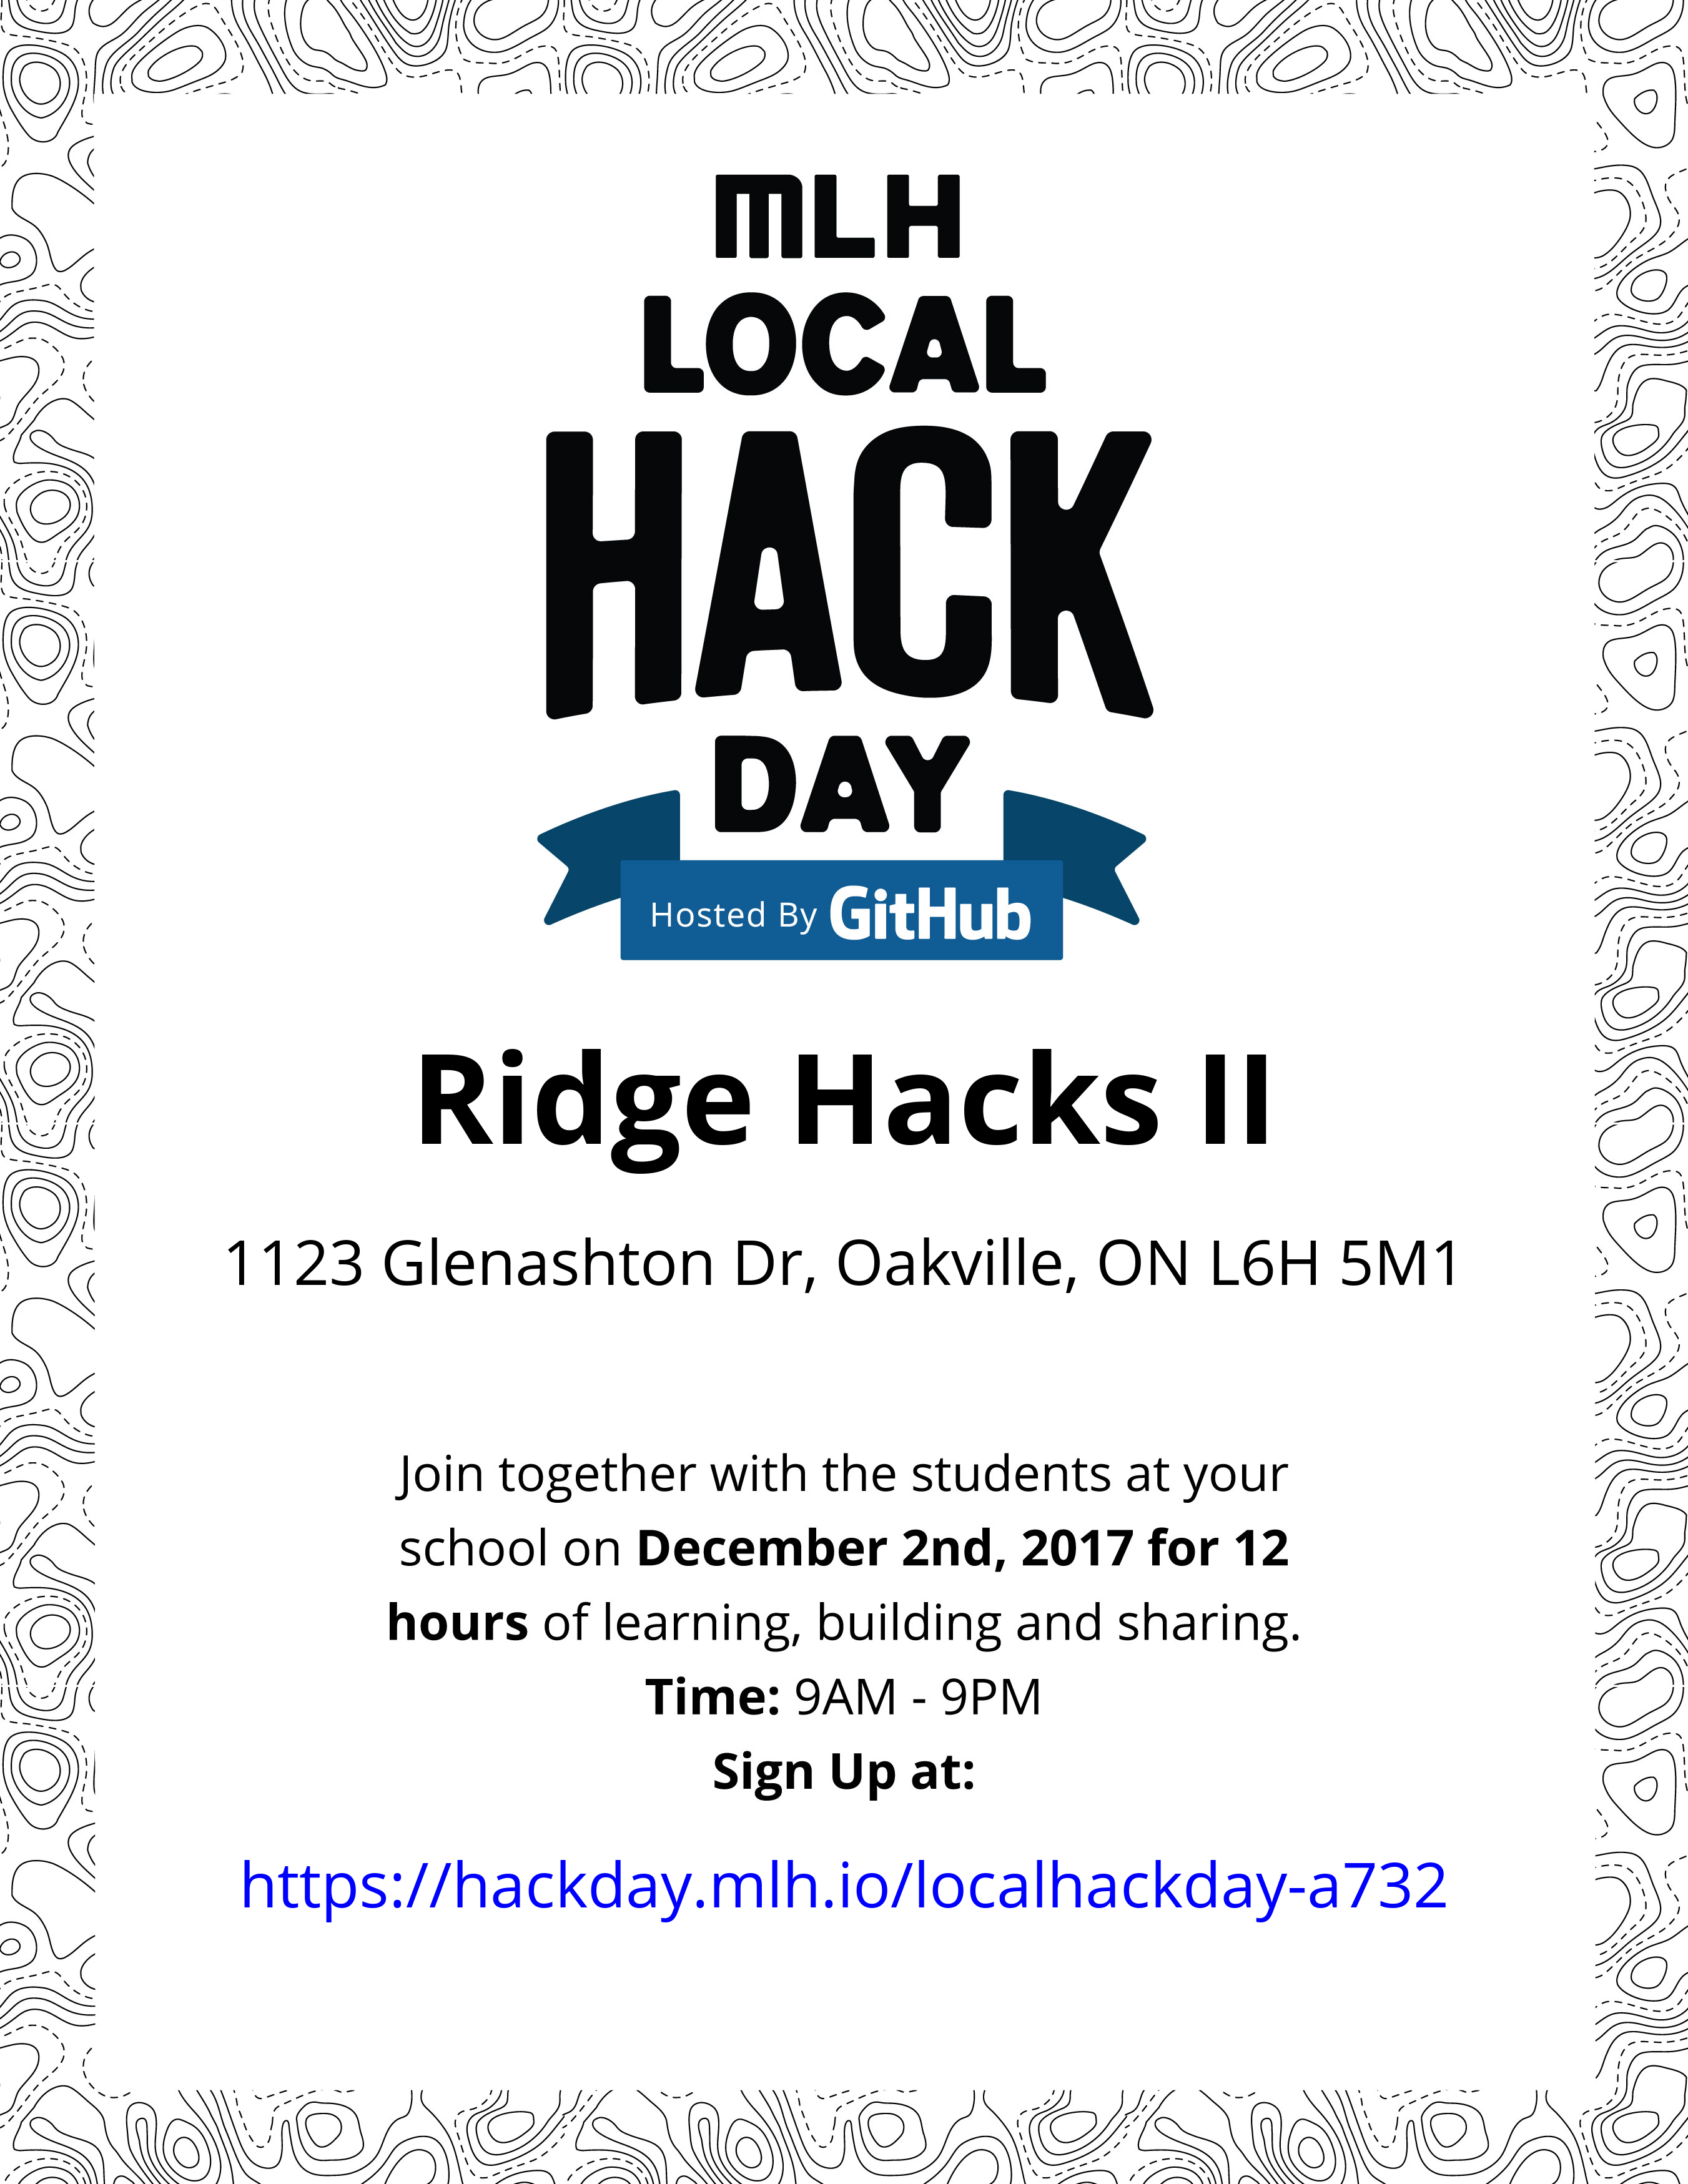 MLH
LOCAL
HACK
DAY
Hosted By GitHub
Ridge Hacks II
1123 Glenashton Dr, Oakville, ON L6H 5M1
Join together with the students at your
school on December 2nd, 2017 for 12
hours of learning, building and sharing.
Time: 9AM - 9PM
Sign Up at:
https://hackday.mlh.io/localhackday-a732